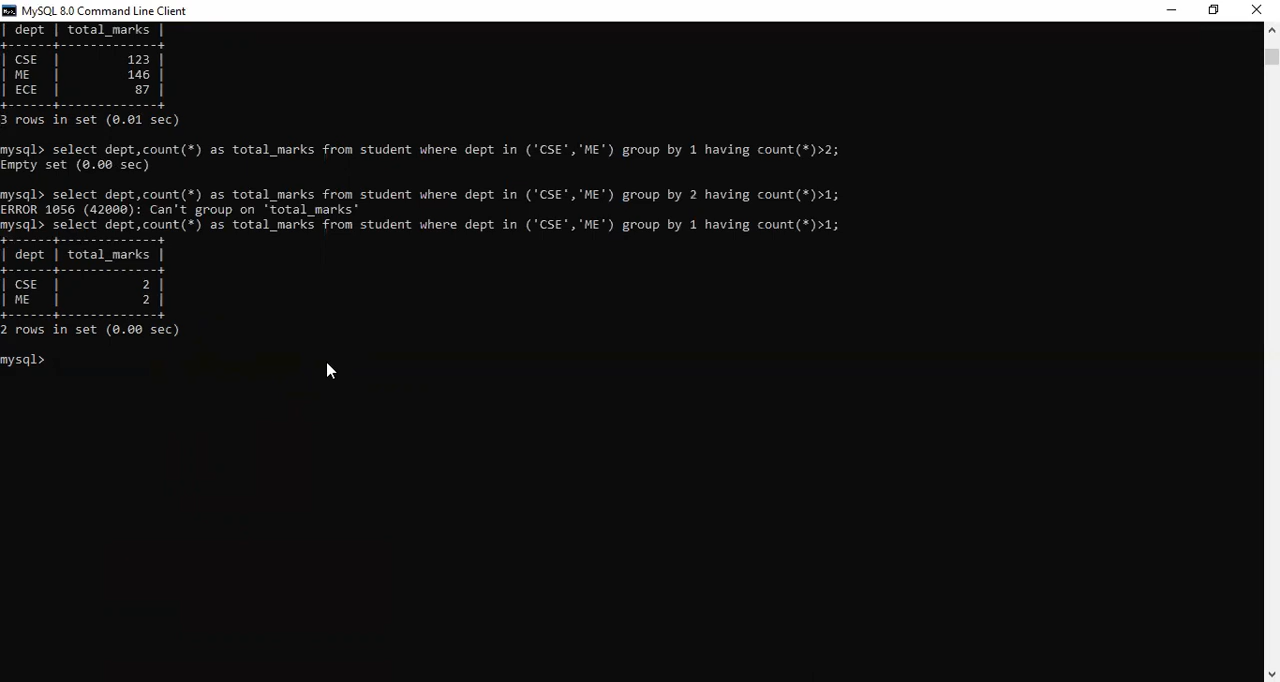 MySQL 8.0 Command Line Client
| dept | total_marks |
+------+-------------+
| CSE  |         123 |
| ME   |         146 |
| ECE  |          87 |
+------+-------------+
3 rows in set (0.01 sec)
mysql> select dept,count(*) as total_marks from student where dept in ('CSE','ME') group by 1 having count(*)>2;
Empty set (0.00 sec)
mysql> select dept,count(*) as total_marks from student where dept in ('CSE','ME') group by 2 having count(*)>1;
ERROR 1056 (42000): Can't group on 'total_marks'
mysql> select dept,count(*) as total_marks from student where dept in ('CSE','ME') group by 1 having count(*)>1;
+------+-------------+
| dept | total_marks |
+------+-------------+
| CSE  |           2 |
| ME   |           2 |
+------+-------------+
2 rows in set (0.00 sec)
mysql>